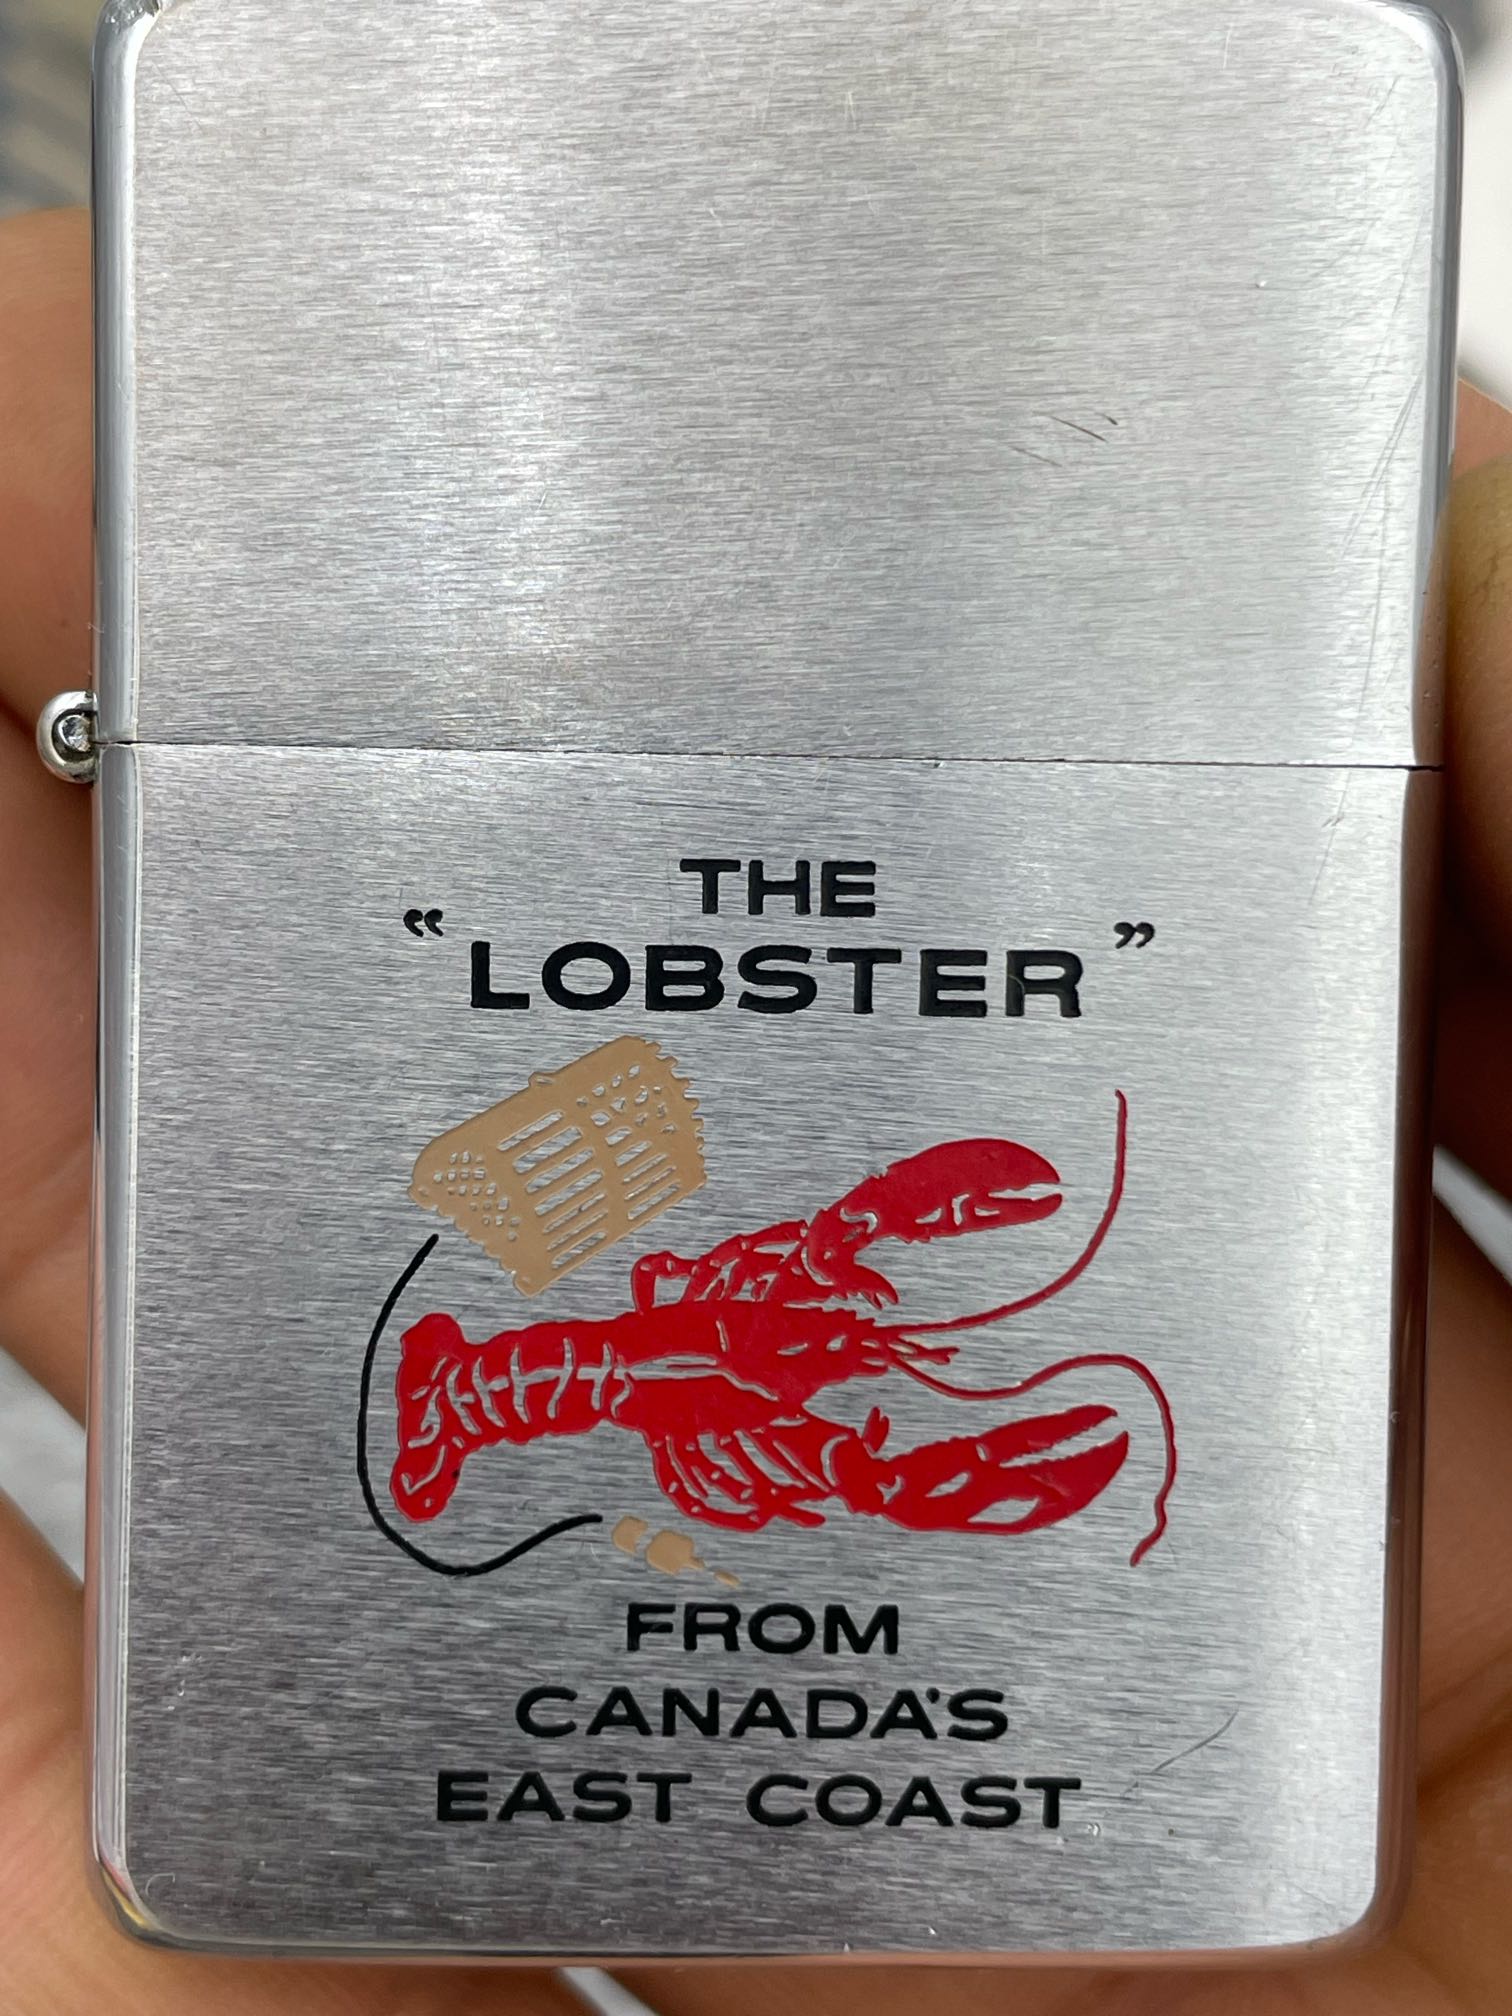 THE
“LOBSTER”
FROM
CANADA'S
EAST COAST